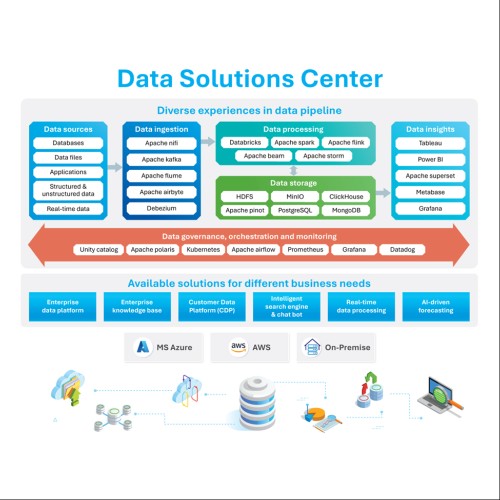 Data Solutions Center
Diverse experiences in data pipeline
Data sources
Databases
Data files
Applications
Structured &
unstructured data
Real-time data
Data ingestion
Apache nifi
Apache kafka
Apache flume
Apache airbyte
Debezium
Data processing
Databricks
Apache spark
Apache flink
Apache beam
Apache storm
Data storage
HDFS
MinIO
ClickHouse
Apache pinot
PostgreSQL
MongoDB
Data insights
Tableau
Power BI
Apache superset
Metabase
Grafana
Data governance, orchestration and monitoring
Unity catalog
Apache polaris
Kubernetes
Apache airflow
Prometheus
Grafana
Datadog
Available solutions for different business needs
Enterprise
data platform
Enterprise
knowledge base
Customer Data
Platform (CDP)
Intelligent
search engine
& chat bot
Real-time
data processing
AI-driven
forecasting
MS Azure
aws
AWS
On-Premise